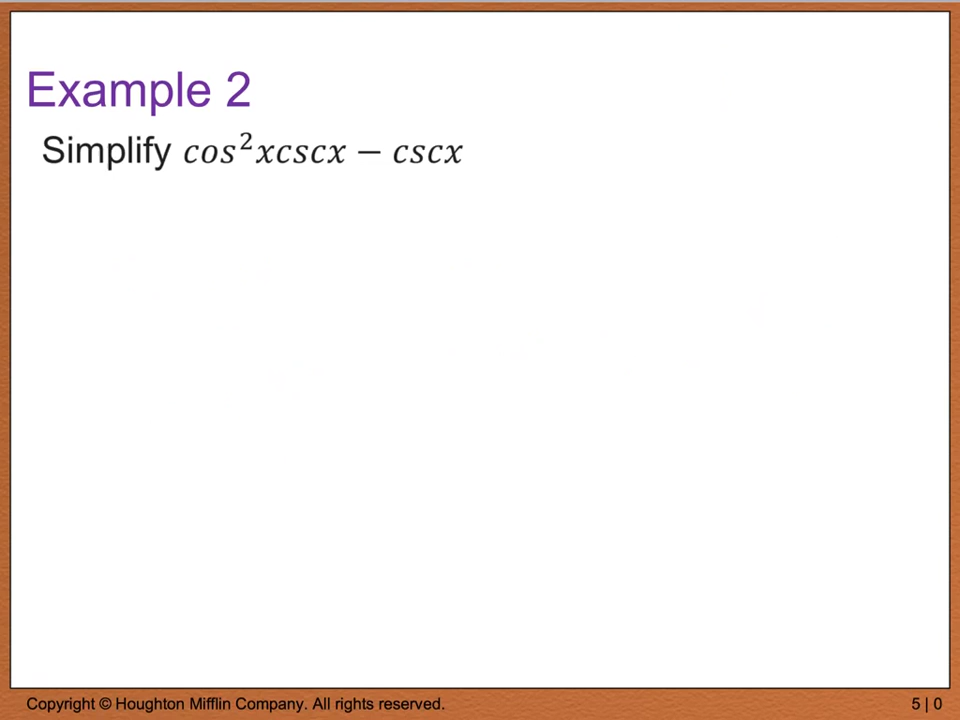 Example 2
Simplify cos²xcscx − cscx
Copyright © Houghton Mifflin Company. All rights reserved.
5 | 0